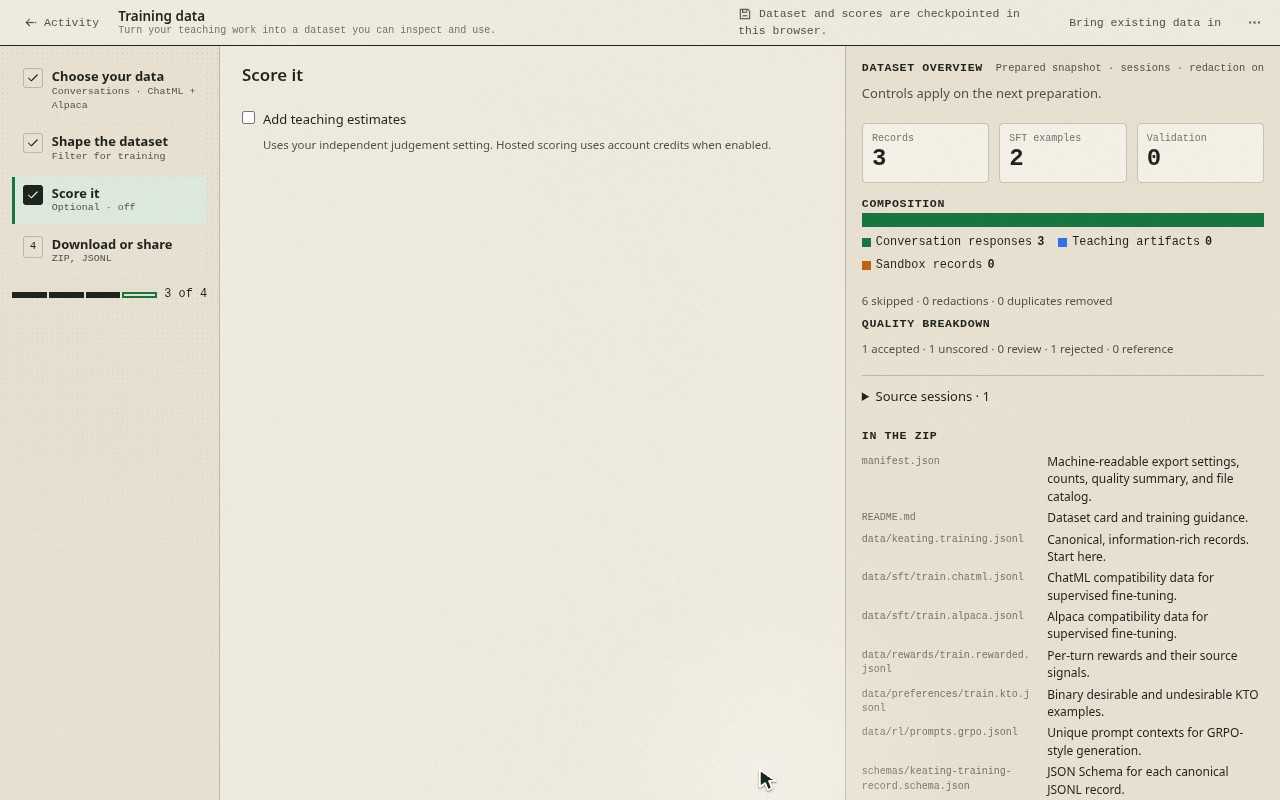 Activity
Training data
Turn your teaching work into a dataset you can inspect and use.
Dataset and scores are checkpointed in
this browser.
Bring existing data in
Choose your data
Conversations · ChatML +
Alpaca
Shape the dataset
Filter for training
Score it
Optional · off
4
Download or share
ZIP, JSONL
3 of 4
Score it
Add teaching estimates
Uses your independent judgement setting. Hosted scoring uses account credits when enabled.
DATASET OVERVIEW
Prepared snapshot · sessions · redaction on
Controls apply on the next preparation.
Records
3
SFT examples
2
Validation
0
COMPOSITION
Conversation responses 3
Teaching artifacts 0
Sandbox records 0
6 skipped · 0 redactions · 0 duplicates removed
QUALITY BREAKDOWN
1 accepted · 1 unscored · 0 review · 1 rejected · 0 reference
Source sessions · 1
IN THE ZIP
manifest.json
Machine-readable export settings,
counts, quality summary, and file
catalog.
README.md
Dataset card and training guidance.
data/keating.training.jsonl
Canonical, information-rich records.
Start here.
data/sft/train.chatml.jsonl
ChatML compatibility data for
supervised fine-tuning.
data/sft/train.alpaca.jsonl
Alpaca compatibility data for
supervised fine-tuning.
data/rewards/train.rewarded.
jsonl
Per-turn rewards and their source
signals.
data/preferences/train.kto.j
sonl
Binary desirable and undesirable KTO
examples.
data/rl/prompts.grpo.jsonl
Unique prompt contexts for GRPO-
style generation.
schemas/keating-training-
record.schema.json
JSON Schema for each canonical
JSONL record.